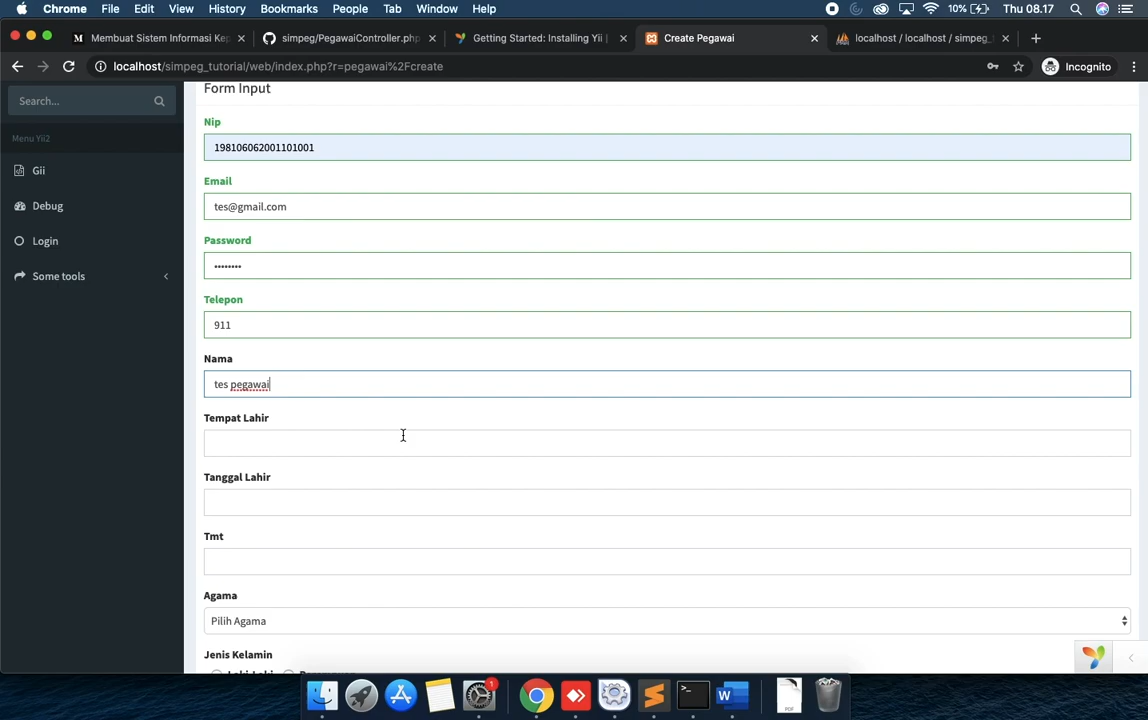 Chrome File Edit View History Bookmarks People Tab Window Help 10% Thu 08.17
Membuat Sistem Informasi Kep simpeg/PegawaiController.php Getting Started: Installing Yii | Create Pegawai localhost / localhost / simpeg_
localhost/simpeg_tutorial/web/index.php?r=pegawai%2Fcreate Incognito
Search...
Menu Yii2
Gii
Debug
Login
Some tools
Form Input
Nip
198106062001101001
Email
tes@gmail.com
Password
••••••••
Telepon
911
Nama
tes pegawai
Tempat Lahir
Tanggal Lahir
Tmt
Agama
Pilih Agama
Jenis Kelamin